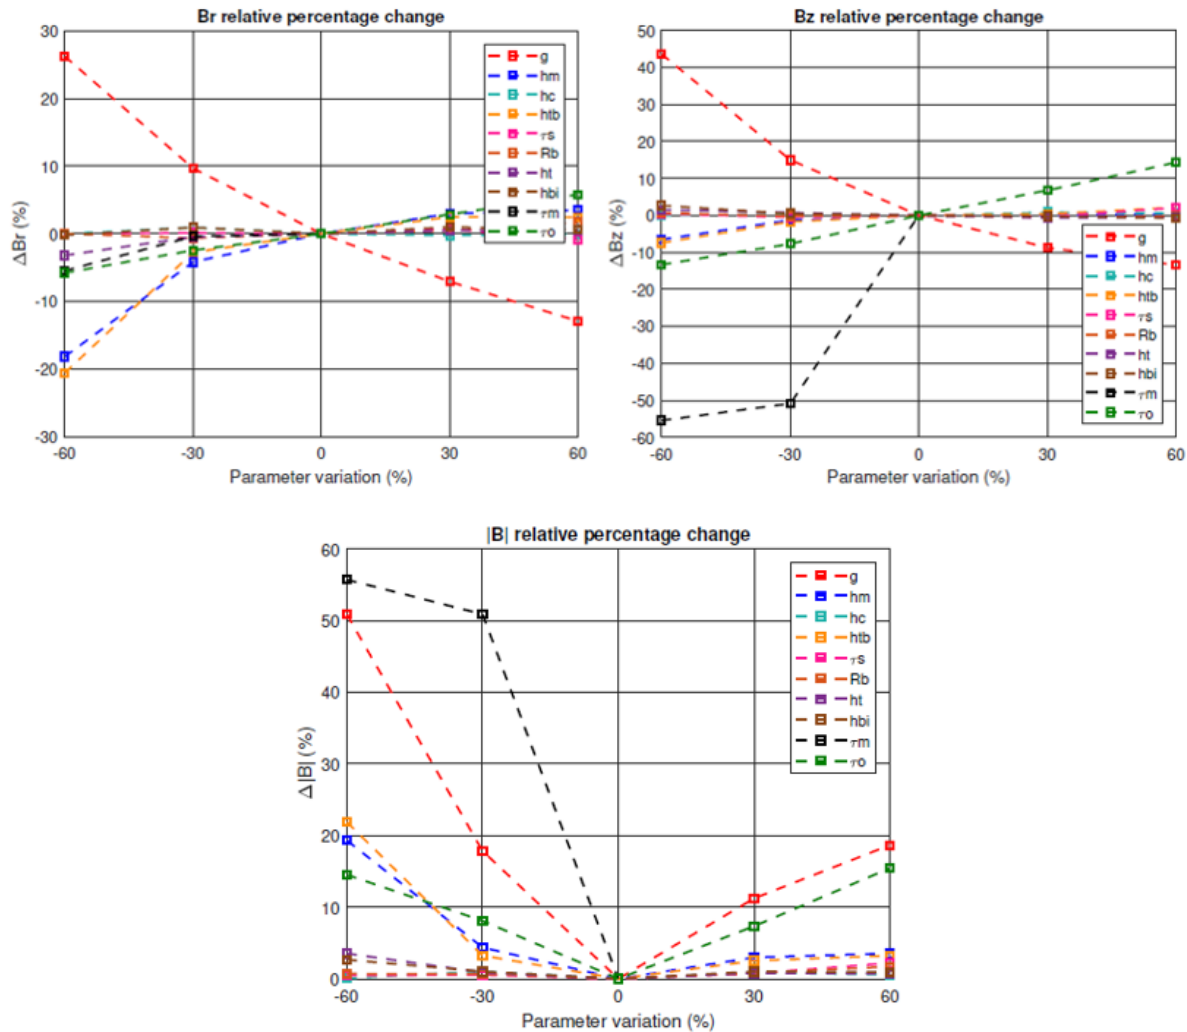 Br relative percentage change
30
20
10
0
-10
-20
-30
ΔBr (%)
-60
-30
0
30
60
Parameter variation (%)
g
hm
hc
htb
τs
Rb
ht
hbi
τm
τo
Bz relative percentage change
50
40
30
20
10
0
-10
-20
-30
-40
-50
-60
ΔBz (%)
-60
-30
0
30
60
Parameter variation (%)
g
hm
hc
htb
τs
Rb
ht
hbi
τm
τo
|B| relative percentage change
60
50
40
30
20
10
0
Δ|B| (%)
-60
-30
0
30
60
Parameter variation (%)
g
hm
hc
htb
τs
Rb
ht
hbi
τm
τo